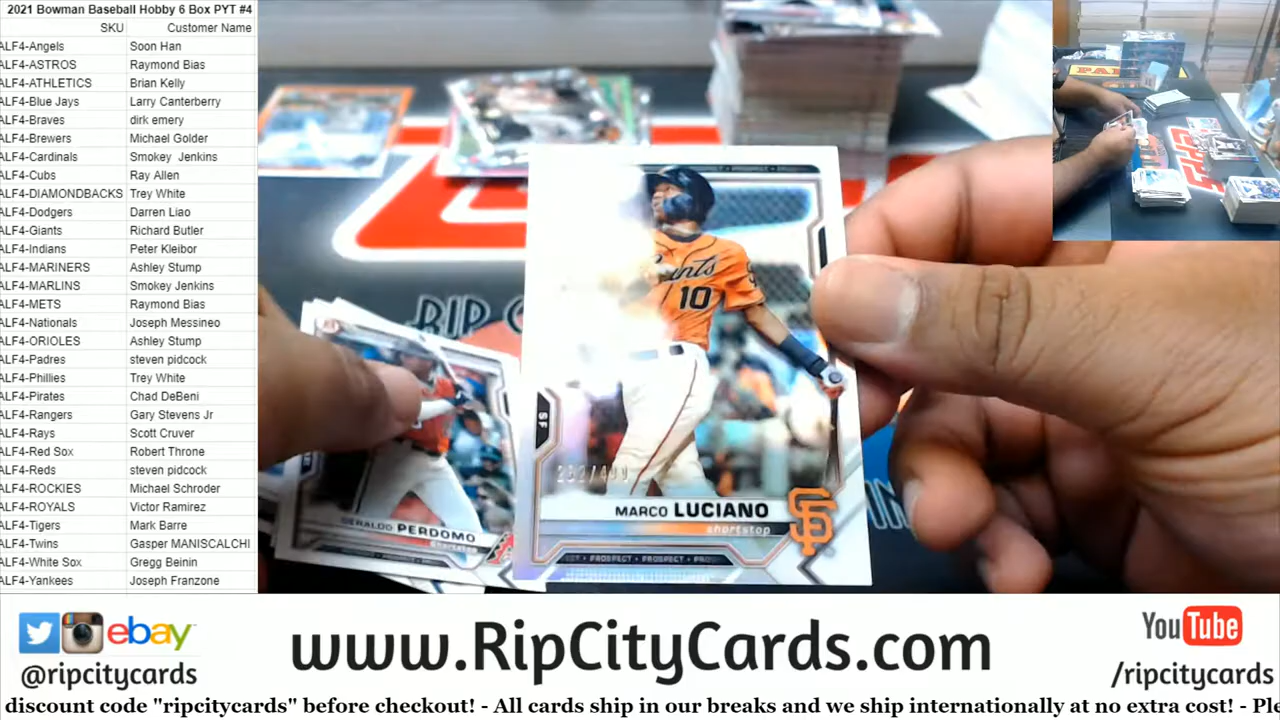 2021 Bowman Baseball Hobby 6 Box PYT #4
SKU Customer Name
ALF4-Angels Soon Han
ALF4-ASTROS Raymond Bias
ALF4-ATHLETICS Brian Kelly
ALF4-Blue Jays Larry Canterberry
ALF4-Braves dirk emery
ALF4-Brewers Michael Golder
ALF4-Cardinals Smokey Jenkins
ALF4-Cubs Ray Allen
ALF4-DIAMONDBACKS Trey White
ALF4-Dodgers Darren Liao
ALF4-Giants Richard Butler
ALF4-Indians Peter Kleibor
ALF4-MARINERS Ashley Stump
ALF4-MARLINS Smokey Jenkins
ALF4-METS Raymond Bias
ALF4-Nationals Joseph Messineo
ALF4-ORIOLES Ashley Stump
ALF4-Padres steven pidcock
ALF4-Phillies Trey White
ALF4-Pirates Chad DeBeni
ALF4-Rangers Gary Stevens Jr
ALF4-Rays Scott Cruver
ALF4-Red Sox Robert Throne
ALF4-Reds steven pidcock
ALF4-ROCKIES Michael Schroder
ALF4-ROYALS Victor Ramirez
ALF4-Tigers Mark Barre
ALF4-Twins Gasper MANISCALCHI
ALF4-White Sox Gregg Beinin
ALF4-Yankees Joseph Franzone
RIP
10
SF
MARCO LUCIANO
shortstop
SF
PROSPECT • PROSPECT
GERALDO PERDOMO
shortstop
ebay
@ripcitycards
www.RipCityCards.com
YouTube
/ripcitycards
discount code "ripcitycards" before checkout! - All cards ship in our breaks and we ship internationally at no extra cost! - Ple